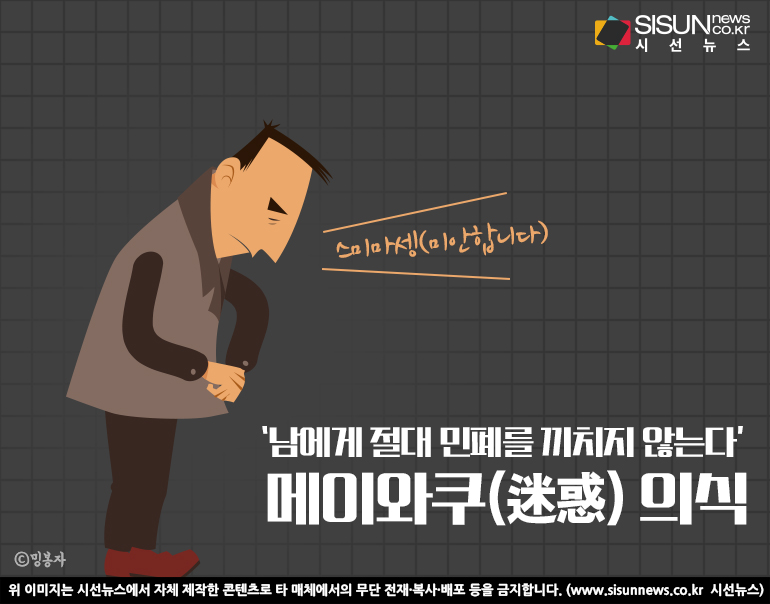 SISUN news
co.kr
시선뉴스
스미마셍(미안합니다)
'남에게 절대 민폐를 끼치지 않는다'
메이와쿠(迷惑) 의식
©밍봉자
위 이미지는 시선뉴스에서 자체 제작한 콘텐츠로 타 매체에서의 무단 전재·복사·배포 등을 금지합니다. (www.sisunnews.co.kr 시선뉴스)